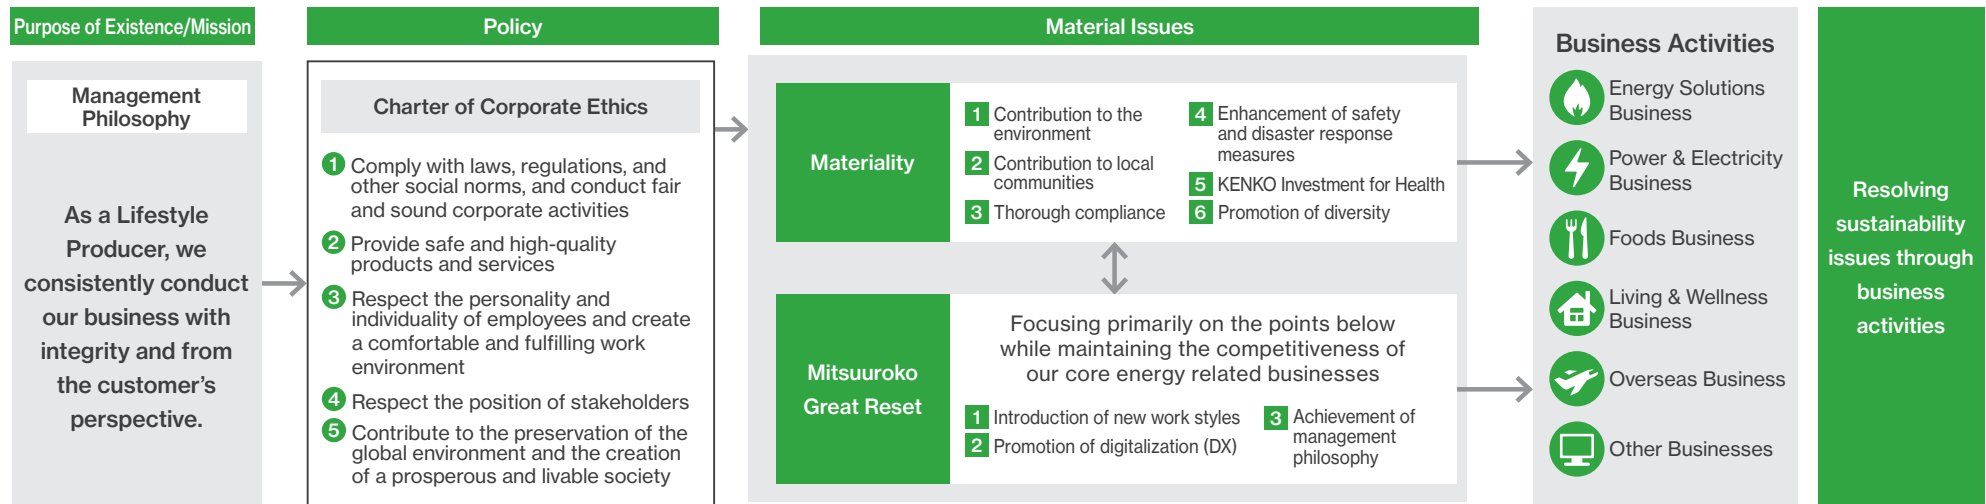 Purpose of Existence/Mission
Management
Philosophy
As a Lifestyle
Producer, we
consistently conduct
our business with
integrity and from
the customer's
perspective.
Policy
Charter of Corporate Ethics
1 Comply with laws, regulations, and
other social norms, and conduct fair
and sound corporate activities
2 Provide safe and high-quality
products and services
3 Respect the personality and
individuality of employees and create
a comfortable and fulfilling work
environment
4 Respect the position of stakeholders
5 Contribute to the preservation of the
global environment and the creation
of a prosperous and livable society
Material Issues
Materiality
1 Contribution to the
environment
2 Contribution to local
communities
3 Thorough compliance
4 Enhancement of safety
and disaster response
measures
5 KENKO Investment for Health
6 Promotion of diversity
Mitsuuroko
Great Reset
Focusing primarily on the points below
while maintaining the competitiveness of
our core energy related businesses
1 Introduction of new work styles
2 Promotion of digitalization (DX)
3 Achievement of
management
philosophy
Business Activities
Energy Solutions
Business
Power & Electricity
Business
Foods Business
Living & Wellness
Business
Overseas Business
Other Businesses
Resolving
sustainability
issues through
business
activities